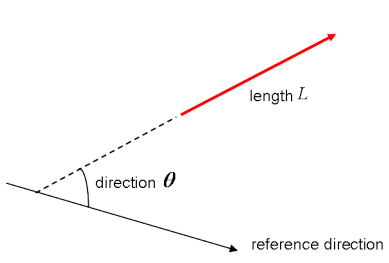 length L
direction θ
reference direction